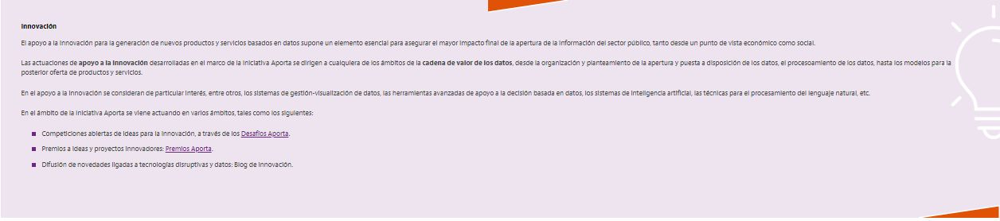 Innovación
El apoyo a la innovación para la generación de nuevos productos y servicios basados en datos supone un elemento esencial para asegurar el mayor impacto final de la apertura de la información del sector público, tanto desde un punto de vista económico como social.
Las actuaciones de apoyo a la innovación desarrolladas en el marco de la Iniciativa Aporta se dirigen a cualquiera de los ámbitos de la cadena de valor de los datos, desde la organización y planteamiento de la apertura y puesta a disposición de los datos, el procesoamiento de los datos, hasta los modelos para la
posterior oferta de productos y servicios.
En el apoyo a la innovación se consideran de particular interés, entre otros, los sistemas de gestión-visualización de datos, las herramientas avanzadas de apoyo a la decisión basada en datos, los sistemas de inteligencia artificial, las técnicas para el procesamiento del lenguaje natural, etc.
En el ámbito de la Iniciativa Aporta se viene actuando en varios ámbitos, tales como los siguientes:
Competiciones abiertas de ideas para la innovación, a través de los Desafíos Aporta.
Premios a ideas y proyectos innovadores: Premios Aporta.
Difusión de novedades ligadas a tecnologías disruptivas y datos: Blog de Innovación.